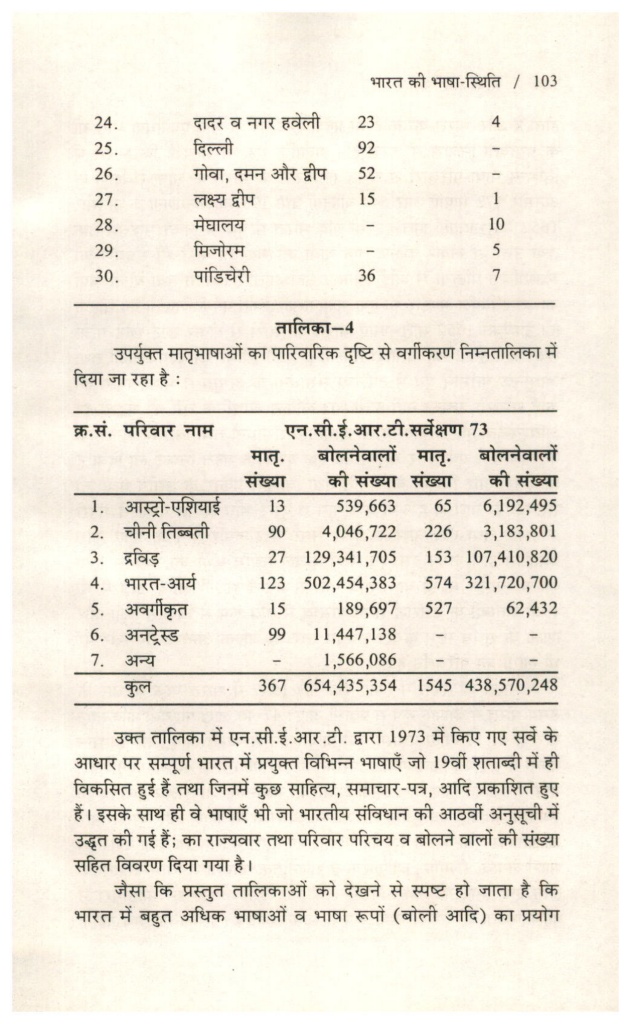 भारत की भाषा-स्थिति / 103
24. दादर व नगर हवेली 23 4
25. दिल्ली 92 –
26. गोवा, दमन और द्वीप 52 –
27. लक्ष्य द्वीप 15 1
28. मेघालय – 10
29. मिजोरम – 5
30. पांडिचेरी 36 7
तालिका–4
उपर्युक्त मातृभाषाओं का पारिवारिक दृष्टि से वर्गीकरण निम्नतालिका में
दिया जा रहा है :
क्र.सं. परिवार नाम एन.सी.ई.आर.टी.सर्वेक्षण 73
मातृ. बोलनेवालों मातृ. बोलनेवालों
संख्या की संख्या संख्या की संख्या
1. आस्ट्रो-एशियाई 13 539,663 65 6,192,495
2. चीनी तिब्बती 90 4,046,722 226 3,183,801
3. द्रविड़ 27 129,341,705 153 107,410,820
4. भारत-आर्य 123 502,454,383 574 321,720,700
5. अवर्गीकृत 15 189,697 527 62,432
6. अनट्रेस्ड 99 11,447,138 – –
7. अन्य – 1,566,086 – –
कुल 367 654,435,354 1545 438,570,248
उक्त तालिका में एन.सी.ई.आर.टी. द्वारा 1973 में किए गए सर्वे के
आधार पर सम्पूर्ण भारत में प्रयुक्त विभिन्न भाषाएँ जो 19वीं शताब्दी में ही
विकसित हुई हैं तथा जिनमें कुछ साहित्य, समाचार-पत्र, आदि प्रकाशित हुए
हैं। इसके साथ ही वे भाषाएँ भी जो भारतीय संविधान की आठवीं अनुसूची में
उद्धृत की गई हैं; का राज्यवार तथा परिवार परिचय व बोलने वालों की संख्या
सहित विवरण दिया गया है।
जैसा कि प्रस्तुत तालिकाओं को देखने से स्पष्ट हो जाता है कि
भारत में बहुत अधिक भाषाओं व भाषा रूपों (बोली आदि) का प्रयोग